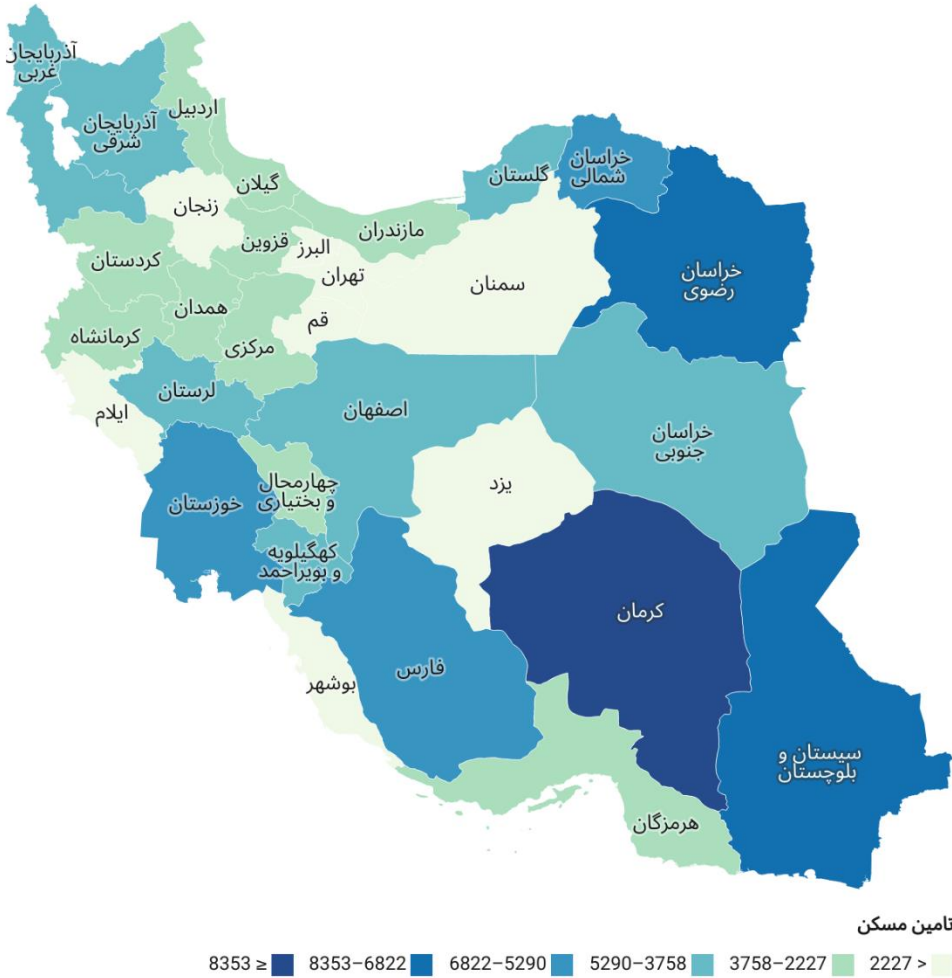 آذربایجان
غربی
آذربایجان
شرقی
اردبیل
گیلان
زنجان
قزوین
البرز
تهران
مازندران
گلستان
خراسان
شمالی
خراسان
رضوی
سمنان
کردستان
همدان
قم
مرکزی
کرمانشاه
ایلام
لرستان
اصفهان
خراسان
جنوبی
یزد
چهارمحال
و بختیاری
خوزستان
کهگیلویه
و بویراحمد
کرمان
فارس
بوشهر
سیستان و
بلوچستان
هرمزگان
تامین مسکن
2227 >
3758–2227
5290–3758
6822–5290
8353–6822
8353 ≤